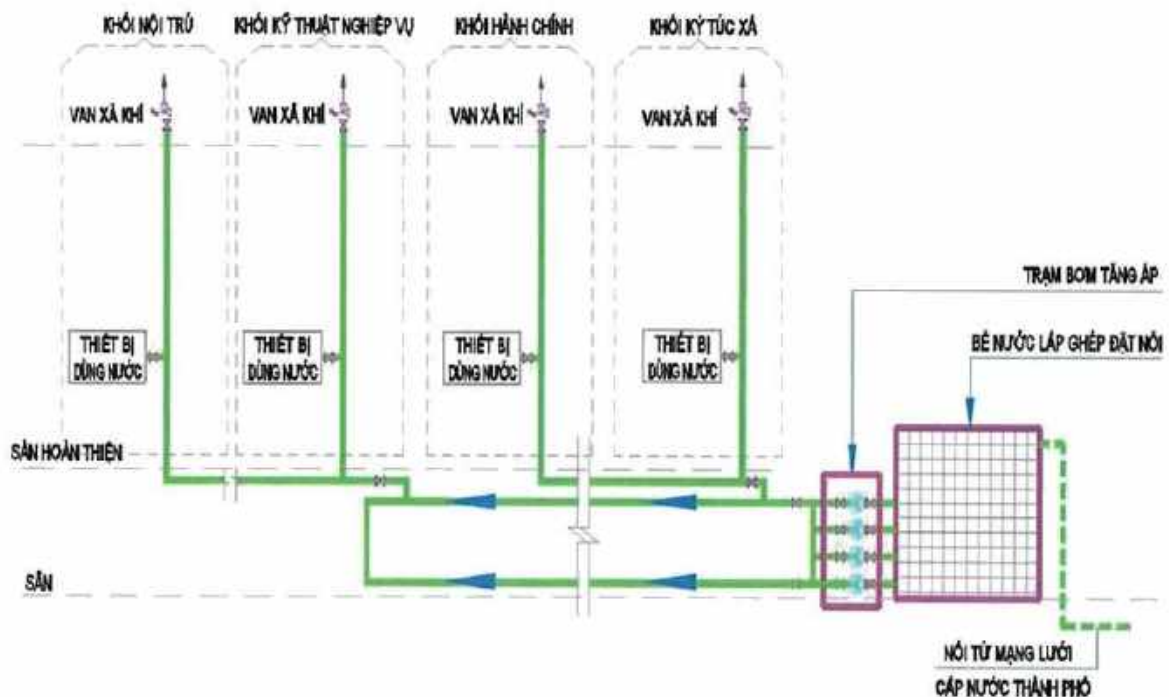 KHỐI NỘI TRÚ
KHỐI KỸ THUẬT NGHIỆP VỤ
KHỐI HÀNH CHÍNH
KHỐI KÝ TÚC XÁ
VAN XẢ KHÍ
VAN XẢ KHÍ
VAN XẢ KHÍ
VAN XẢ KHÍ
TRẠM BOM TĂNG ÁP
BỂ NƯỚC LẮP GHÉP ĐẶT NỔI
THIẾT BỊ
DÙNG NƯỚC
THIẾT BỊ
DÙNG NƯỚC
THIẾT BỊ
DÙNG NƯỚC
THIẾT BỊ
DÙNG NƯỚC
SÀN HOÀN THIỆN
SÂN
NỐI TỪ MẠNG LƯỚI
CẤP NƯỚC THÀNH PHỐ